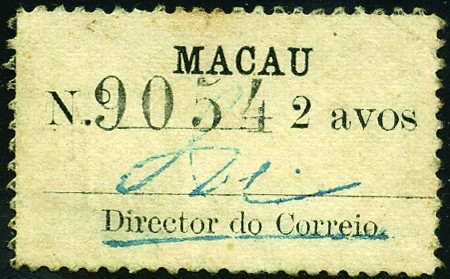 MACAU
N. 9054 2 avos
Director do Correio.